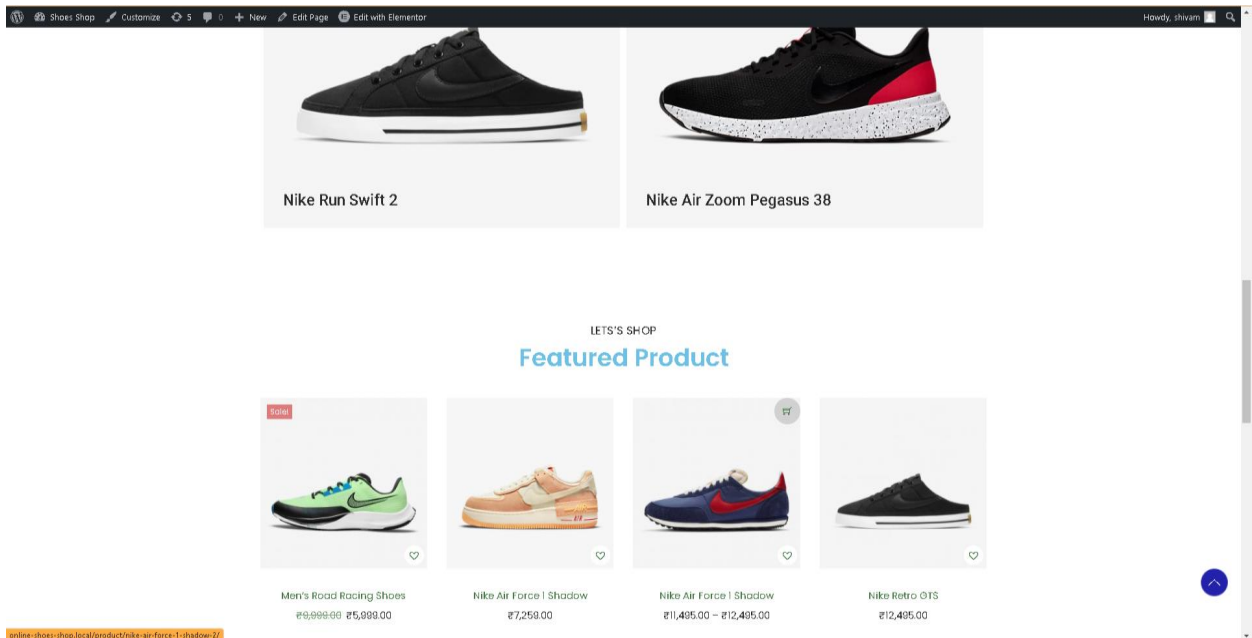 Shoes Shop Customize 5 0 New Edit Page Edit with Elementor Howdy, shivam
Nike Run Swift 2 Nike Air Zoom Pegasus 38
LETS'S SHOP
Featured Product
Sale!
AIR
Men's Road Racing Shoes Nike Air Force 1 Shadow Nike Air Force 1 Shadow Nike Retro GTS
₹9,999.00 ₹5,999.00 ₹7,259.00 ₹11,495.00 – ₹12,495.00 ₹12,495.00
online-shoes-shop.local/product/nike-air-force-1-shadow-2/